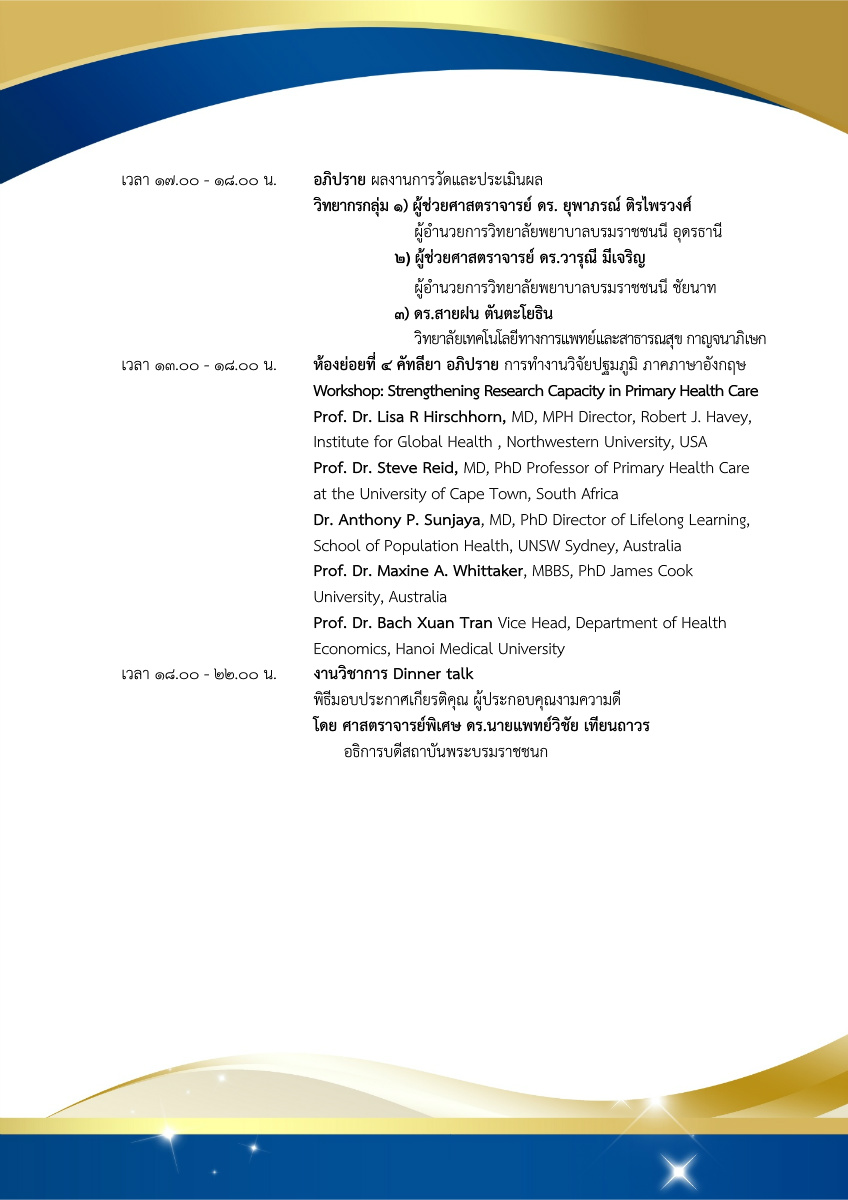 เวลา ๑๗.๐๐ - ๑๘.๐๐ น. อภิปราย ผลงานการวัดและประเมินผล
วิทยากรกลุ่ม ๑) ผู้ช่วยศาสตราจารย์ ดร. ยุพาภรณ์ ติรไพรวงศ์
ผู้อำนวยการวิทยาลัยพยาบาลบรมราชชนนี อุดรธานี
๒) ผู้ช่วยศาสตราจารย์ ดร.วารุณี มีเจริญ
ผู้อำนวยการวิทยาลัยพยาบาลบรมราชชนนี ชัยนาท
๓) ดร.สายฝน ตันตะโยธิน
วิทยาลัยเทคโนโลยีทางการแพทย์และสาธารณสุข กาญจนาภิเษก
เวลา ๑๓.๐๐ - ๑๘.๐๐ น. ห้องย่อยที่ ๔ คัทลียา อภิปราย การทำงานวิจัยปฐมภูมิ ภาคภาษาอังกฤษ
Workshop: Strengthening Research Capacity in Primary Health Care
Prof. Dr. Lisa R Hirschhorn, MD, MPH Director, Robert J. Havey,
Institute for Global Health , Northwestern University, USA
Prof. Dr. Steve Reid, MD, PhD Professor of Primary Health Care
at the University of Cape Town, South Africa
Dr. Anthony P. Sunjaya, MD, PhD Director of Lifelong Learning,
School of Population Health, UNSW Sydney, Australia
Prof. Dr. Maxine A. Whittaker, MBBS, PhD James Cook
University, Australia
Prof. Dr. Bach Xuan Tran Vice Head, Department of Health
Economics, Hanoi Medical University
เวลา ๑๘.๐๐ - ๒๒.๐๐ น. งานวิชาการ Dinner talk
พิธีมอบประกาศเกียรติคุณ ผู้ประกอบคุณงามความดี
โดย ศาสตราจารย์พิเศษ ดร.นายแพทย์วิชัย เทียนถาวร
อธิการบดีสถาบันพระบรมราชชนก